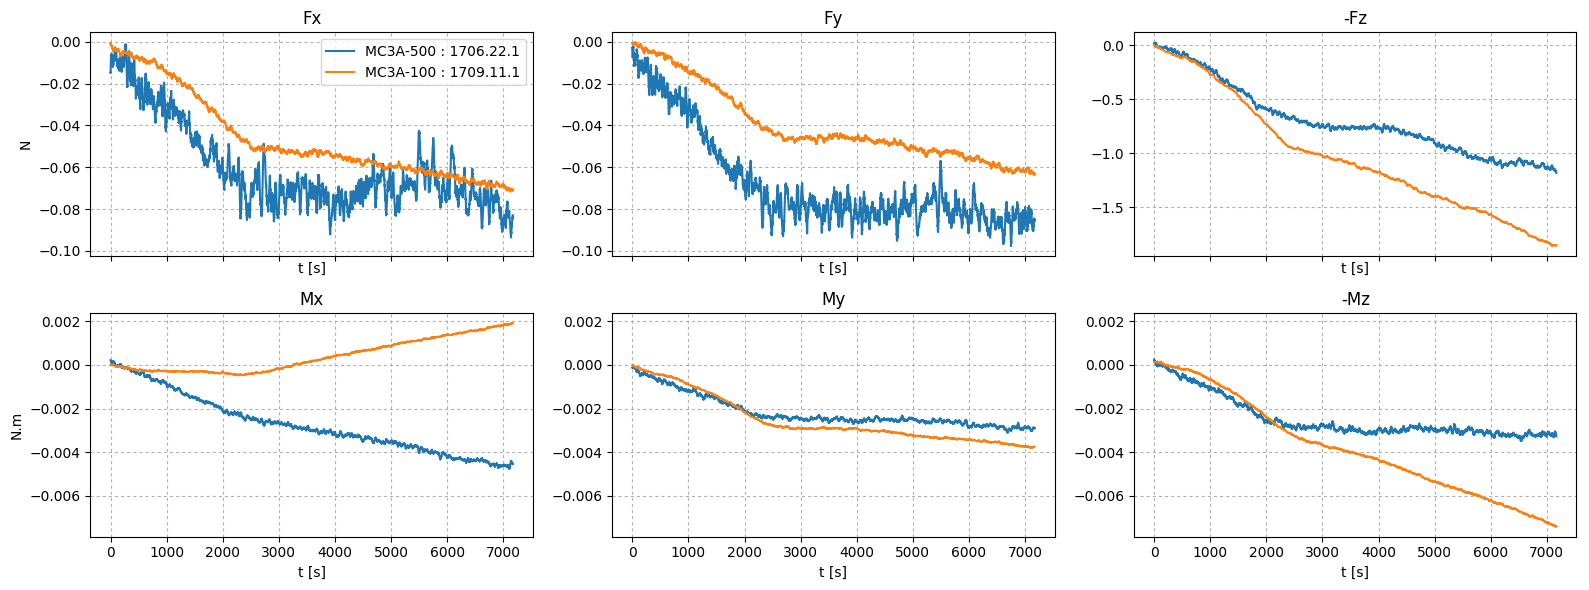 Fx
Fy
-Fz
MC3A-500 : 1706.22.1
MC3A-100 : 1709.11.1
N
0.00
−0.02
−0.04
−0.06
−0.08
−0.10
t [s]
0.00
−0.02
−0.04
−0.06
−0.08
−0.10
t [s]
0.0
−0.5
−1.0
−1.5
t [s]
Mx
My
-Mz
N.m
0.002
0.000
−0.002
−0.004
−0.006
0 1000 2000 3000 4000 5000 6000 7000
t [s]
0.002
0.000
−0.002
−0.004
−0.006
0 1000 2000 3000 4000 5000 6000 7000
t [s]
0.002
0.000
−0.002
−0.004
−0.006
0 1000 2000 3000 4000 5000 6000 7000
t [s]